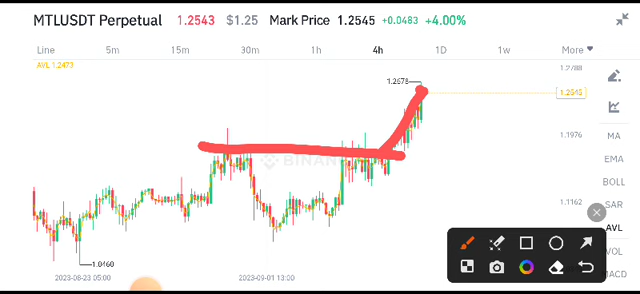 MTLUSDT Perpetual 1.2543 $1.25 Mark Price 1.2545 +0.0483 +4.00%
Line 5m 15m 30m 1h 4h 1D 1w More
AVL 1.2473
1.2788
1.2678
1.2543
1.1976
BINAN
1.1162
1.0460
2023-08-23 05:00 2023-09-01 13:00
MA
EMA
BOLL
SAR
AVL
VOL
MACD